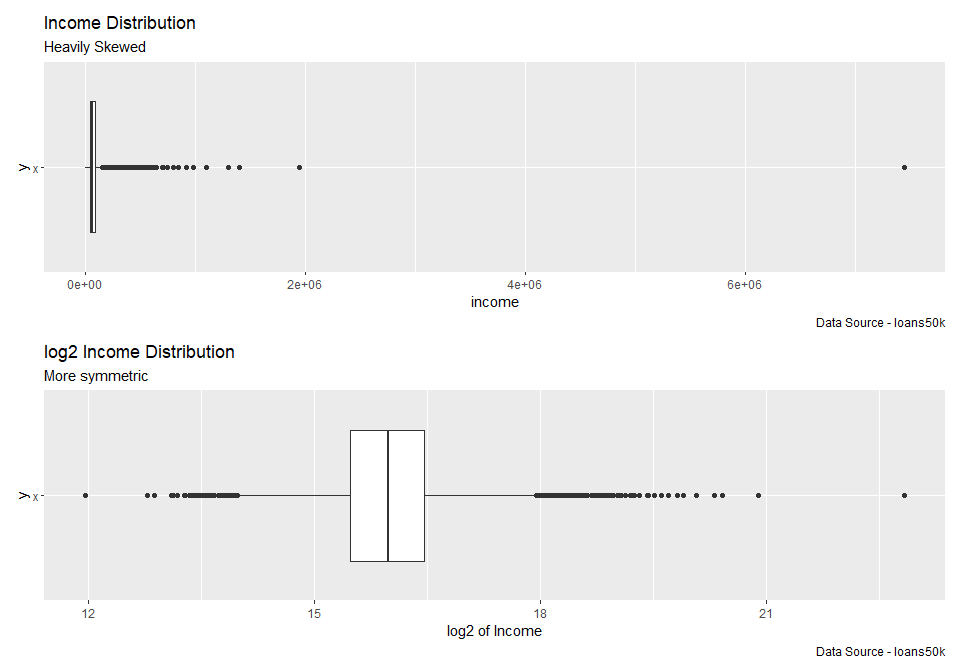 Income Distribution
Heavily Skewed
y
x
0e+00 2e+06 4e+06 6e+06
income
Data Source - loans50k
log2 Income Distribution
More symmetric
y
x
12 15 18 21
log2 of Income
Data Source - loans50k